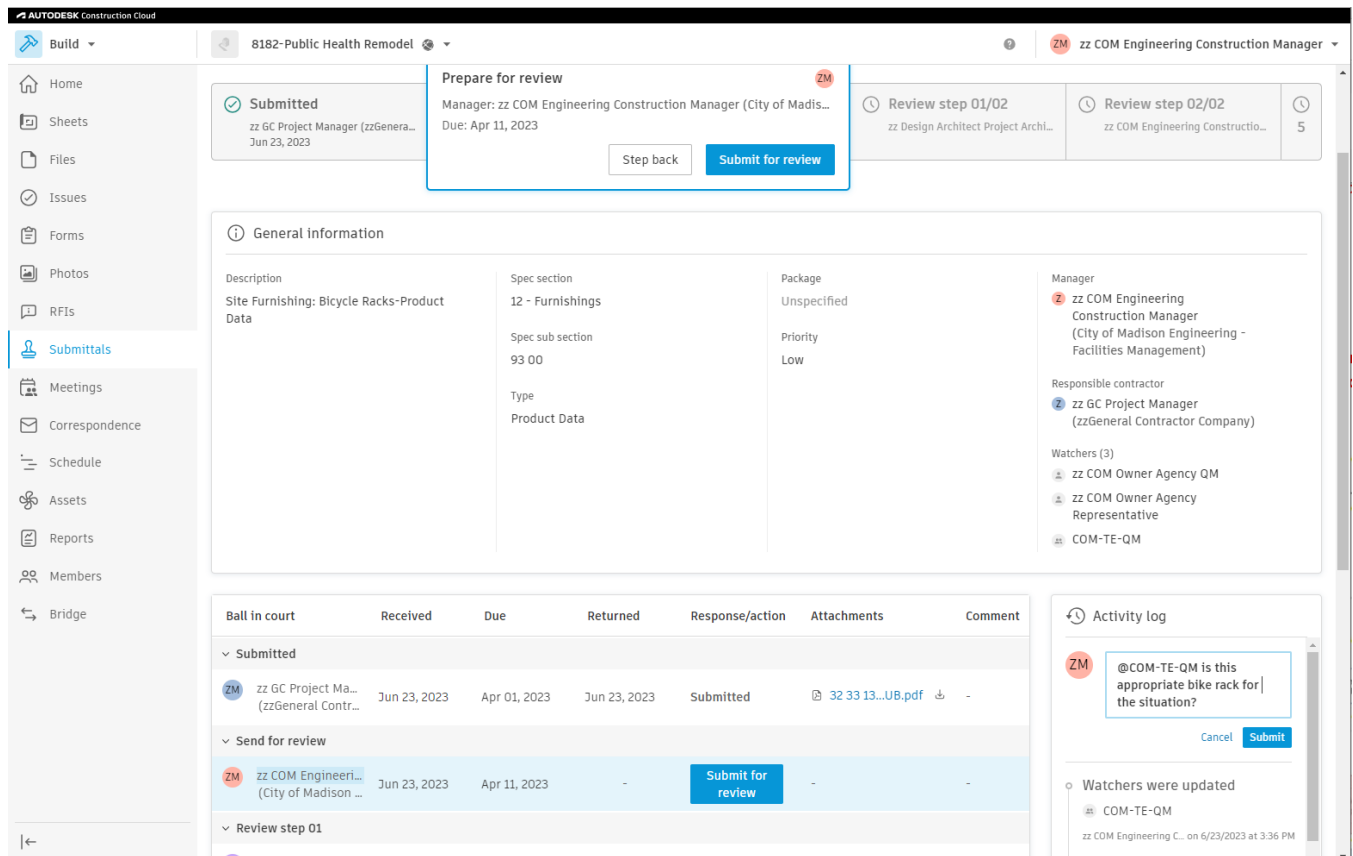 AUTODESK Construction Cloud
Build
8182-Public Health Remodel
ZM
zz COM Engineering Construction Manager
Home
Sheets
Files
Issues
Forms
Photos
RFIs
Submittals
Meetings
Correspondence
Schedule
Assets
Reports
Members
Bridge
Submitted
zz GC Project Manager (zzGenera...
Jun 23, 2023
Prepare for review
ZM
Manager: zz COM Engineering Construction Manager (City of Madis...
Due: Apr 11, 2023
Step back
Submit for review
Review step 01/02
zz Design Architect Project Archi...
Review step 02/02
zz COM Engineering Constructio...
5
General information
Description
Site Furnishing: Bicycle Racks-Product
Data
Spec section
12 - Furnishings
Spec sub section
93 00
Type
Product Data
Package
Unspecified
Priority
Low
Manager
Z zz COM Engineering
Construction Manager
(City of Madison Engineering -
Facilities Management)
Responsible contractor
Z zz GC Project Manager
(zzGeneral Contractor Company)
Watchers (3)
zz COM Owner Agency QM
zz COM Owner Agency
Representative
COM-TE-QM
Ball in court Received Due Returned Response/action Attachments Comment
Submitted
ZM zz GC Project Ma...
(zzGeneral Contr...
Jun 23, 2023 Apr 01, 2023 Jun 23, 2023 Submitted 32 33 13...UB.pdf -
Send for review
ZM zz COM Engineeri...
(City of Madison ...
Jun 23, 2023 Apr 11, 2023 - Submit for
review - -
Review step 01
Activity log
ZM
@COM-TE-QM is this
appropriate bike rack for
the situation?
Cancel Submit
Watchers were updated
COM-TE-QM
zz COM Engineering C... on 6/23/2023 at 3:36 PM